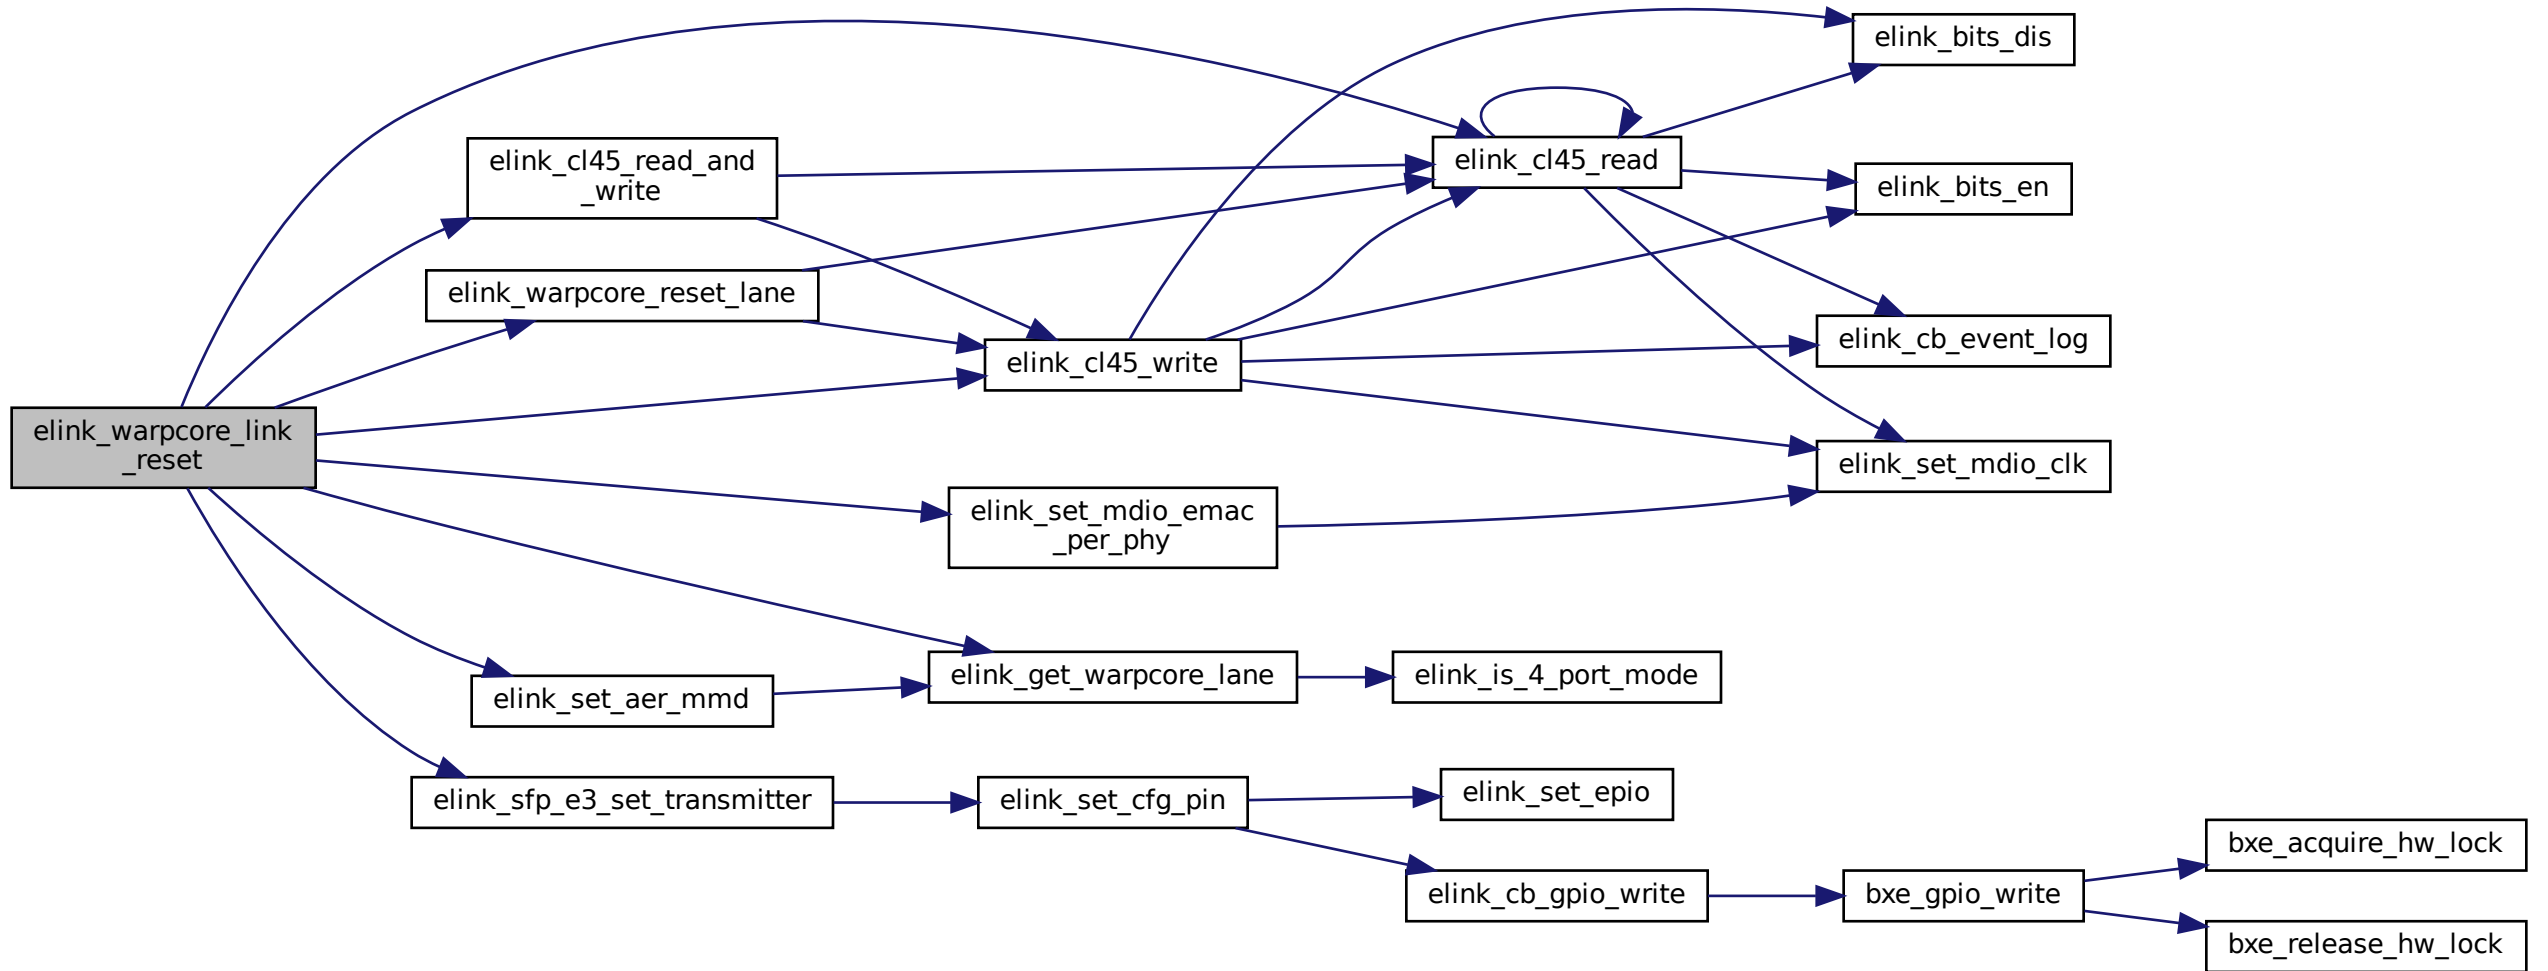 elink_bits_dis
elink_cl45_read_and
_write
elink_cl45_read
elink_bits_en
elink_warpcore_reset_lane
elink_cl45_write
elink_cb_event_log
elink_warpcore_link
_reset
elink_set_mdio_clk
elink_set_mdio_emac
_per_phy
elink_set_aer_mmd
elink_get_warpcore_lane
elink_is_4_port_mode
elink_sfp_e3_set_transmitter
elink_set_cfg_pin
elink_set_epio
elink_cb_gpio_write
bxe_gpio_write
bxe_acquire_hw_lock
bxe_release_hw_lock